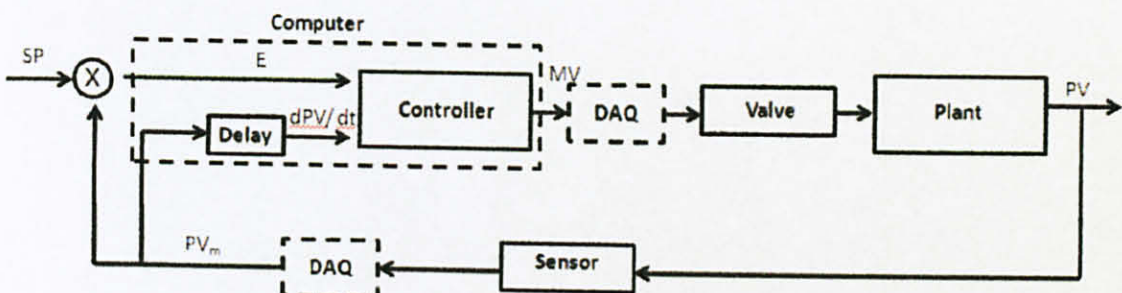 Computer
SP
X
E
MV
PV
Controller
DAQ
Valve
Plant
dPV/ dt
Delay
PVm
DAQ
Sensor